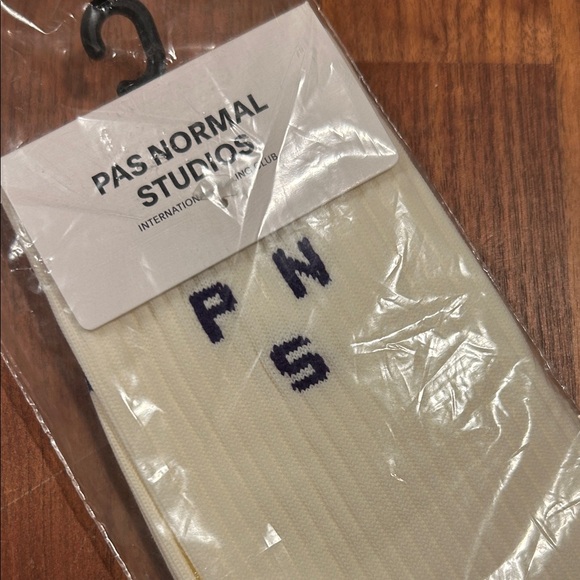 PAS NORMAL
STUDIOS
INTERNATIONAL CLUB
P N
S